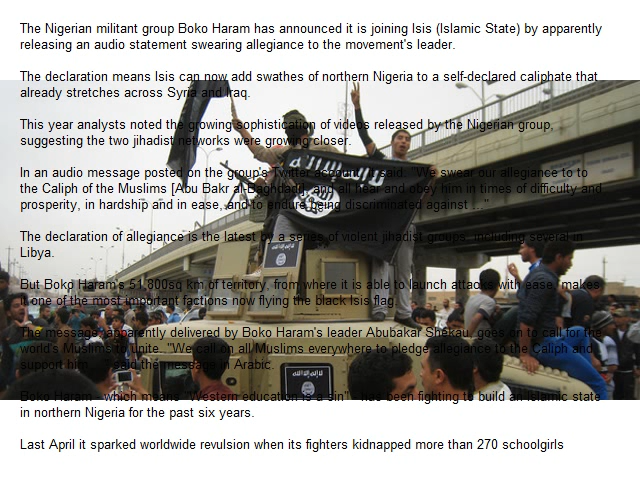 The Nigerian militant group Boko Haram has announced it is joining Isis (Islamic State) by apparently
releasing an audio statement swearing allegiance to the movement's leader.
The declaration means Isis can now add swathes of northern Nigeria to a self-declared caliphate that
already stretches across Syria and Iraq.
This year analysts noted the growing sophistication of videos released by the Nigerian group,
suggesting the two jihadist networks were growing closer.
In an audio message posted on the group's Twitter account, it said: "We swear our allegiance to to
the Caliph of the Muslims [Abu Bakr al-Baghdadi], and all hear and obey him in times of difficulty and
prosperity, in hardship and in ease, and to endure being discriminated against ..."
The declaration of allegiance is the latest by a series of violent jihadist groups, including several in
Libya.
But Boko Haram's 51,800sq km of territory, from where it is able to launch attacks with ease, makes
it one of the most important factions now flying the black Isis flag.
The message, apparently delivered by Boko Haram's leader Abubakar Shekau, goes on to call for the
world's Muslims to unite. "We call on all Muslims everywhere to pledge allegiance to the Caliph and
support him ..." said the message in Arabic.
Boko Haram - which means "Western education is a sin" - has been fighting to build an Islamic state
in northern Nigeria for the past six years.
Last April it sparked worldwide revulsion when its fighters kidnapped more than 270 schoolgirls